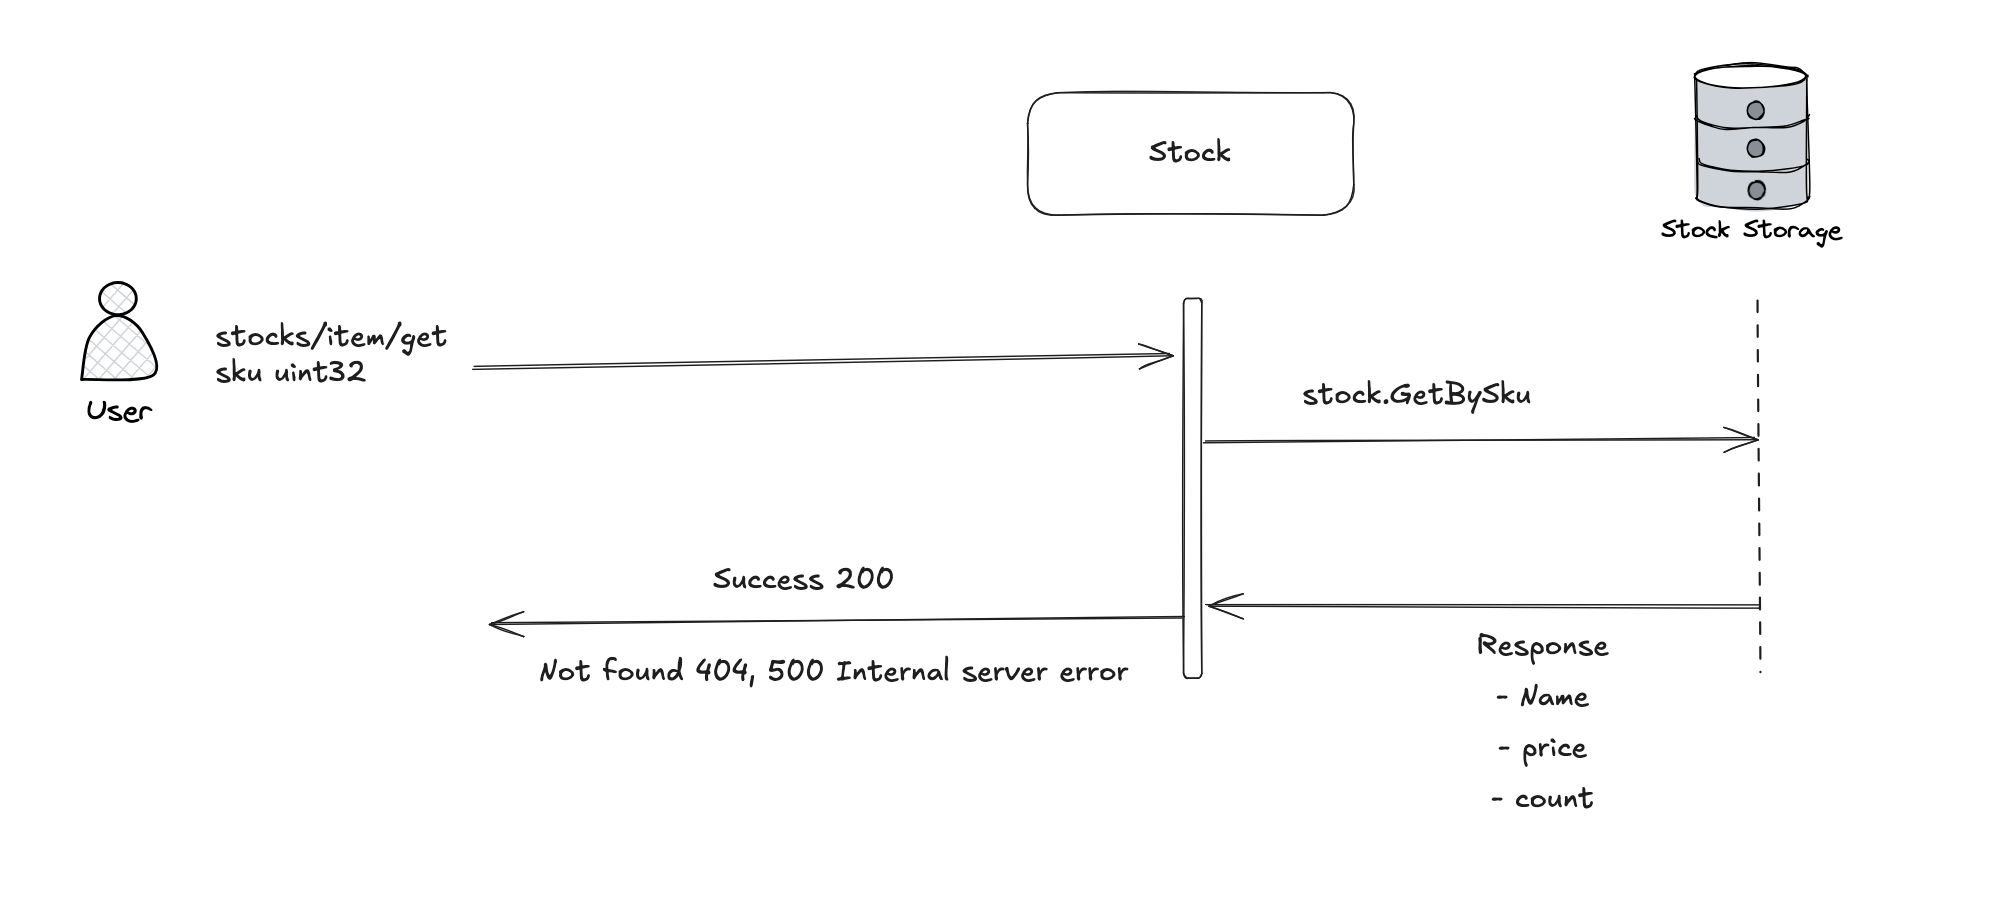 Stock
Stock Storage
stocks/item/get
sku uint32
User
stock.GetBySku
Success 200
Not found 404, 500 Internal server error
Response
- Name
- price
- count